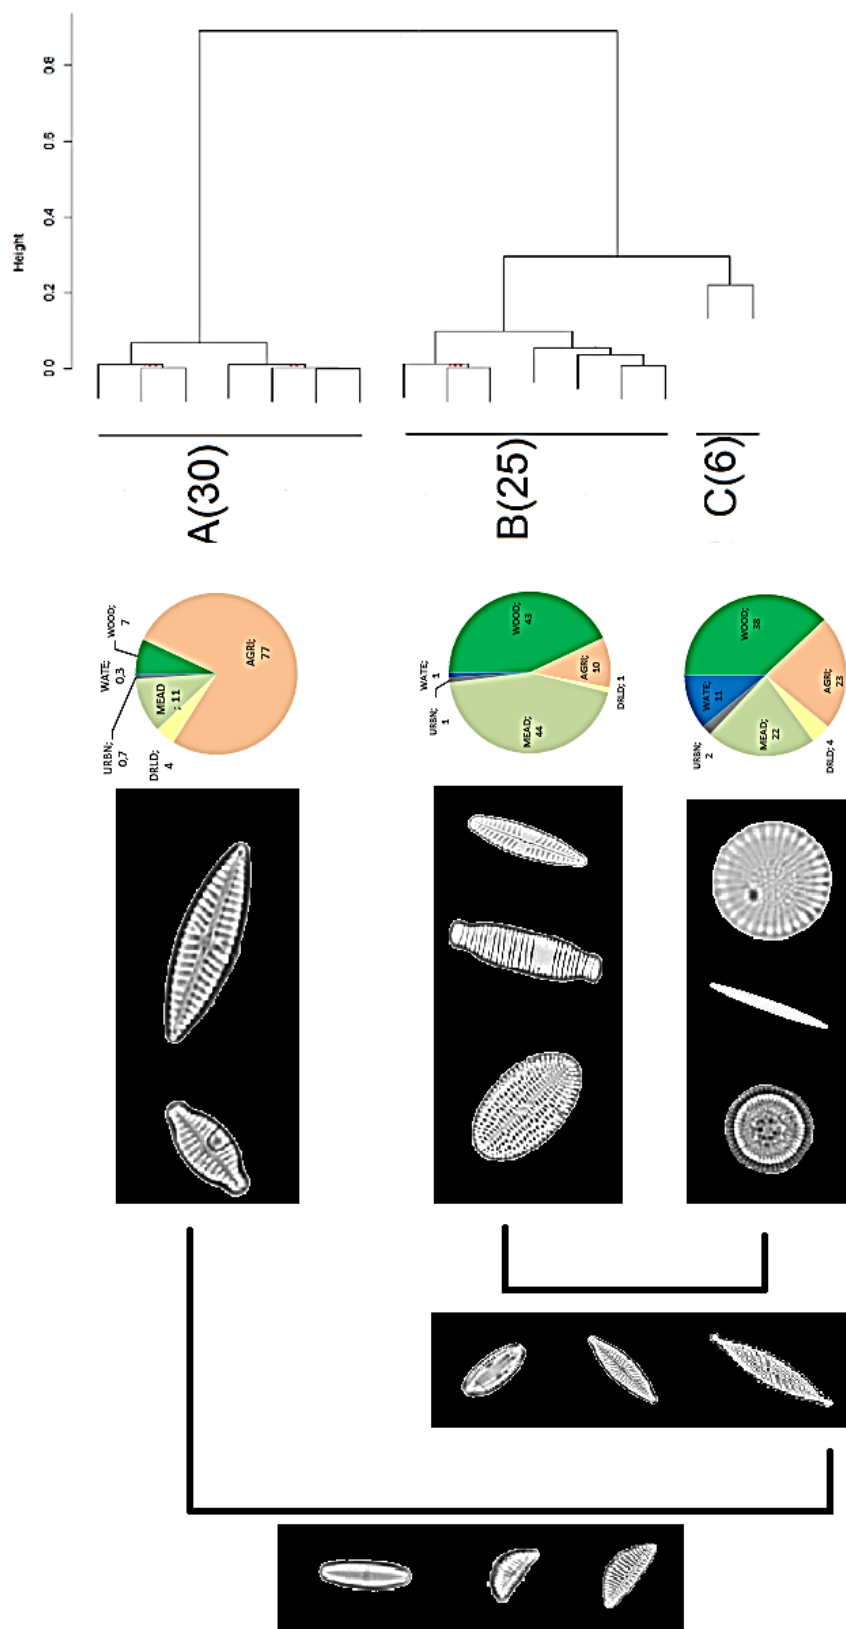 Height
0.8
0.6
0.4
0.2
0.0
A(30)
B(25)
C(6)
WOOD;
7
WATE;
0,3
URBN;
0,7
MEAD
; 11
DRLD;
4
AGRI;
77
WOOD;
43
WATE;
1
URBN;
1
MEAD;
44
AGRI;
10
DRLD; 1
WOOD;
38
WATE;
11
URBN;
2
MEAD;
22
AGRI;
23
DRLD; 4